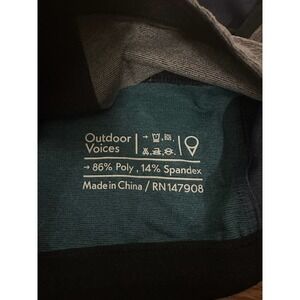 Outdoor
Voices
→ 86% Poly, 14% Spandex
Made in China / RN147908